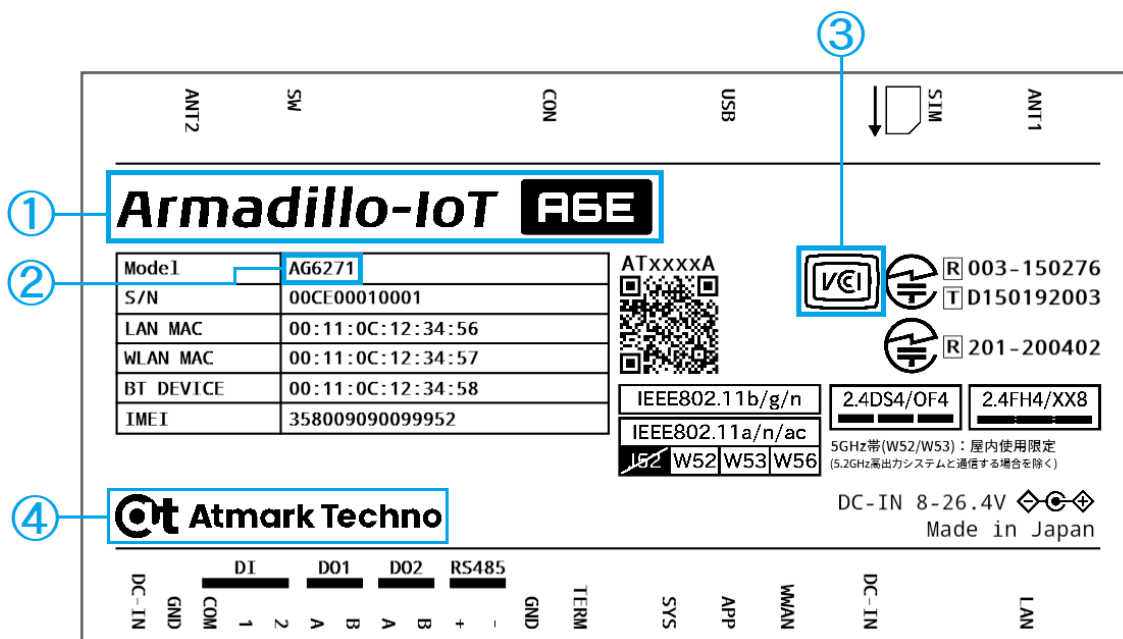 ③
ANT2 SW CON USB SIM ANT1
① Armadillo-IoT A6E
②
Model AG6271
S/N 00CE00010001
LAN MAC 00:11:0C:12:34:56
WLAN MAC 00:11:0C:12:34:57
BT DEVICE 00:11:0C:12:34:58
IMEI 358009090099952
ATxxxxA
VCI
R 003-150276
T D150192003
R 201-200402
IEEE802.11b/g/n
IEEE802.11a/n/ac
J52 W52 W53 W56
2.4DS4/OF4
2.4FH4/XX8
5GHz帯(W52/W53)：屋内使用限定
(5.2GHz高出力システムと通信する場合を除く)
④ at Atmark Techno
DC-IN 8-26.4V
Made in Japan
DI DO1 DO2 RS485
DC-IN GND COM 1 2 A B A B + - GND TERM SYS APP WWAN DC-IN LAN